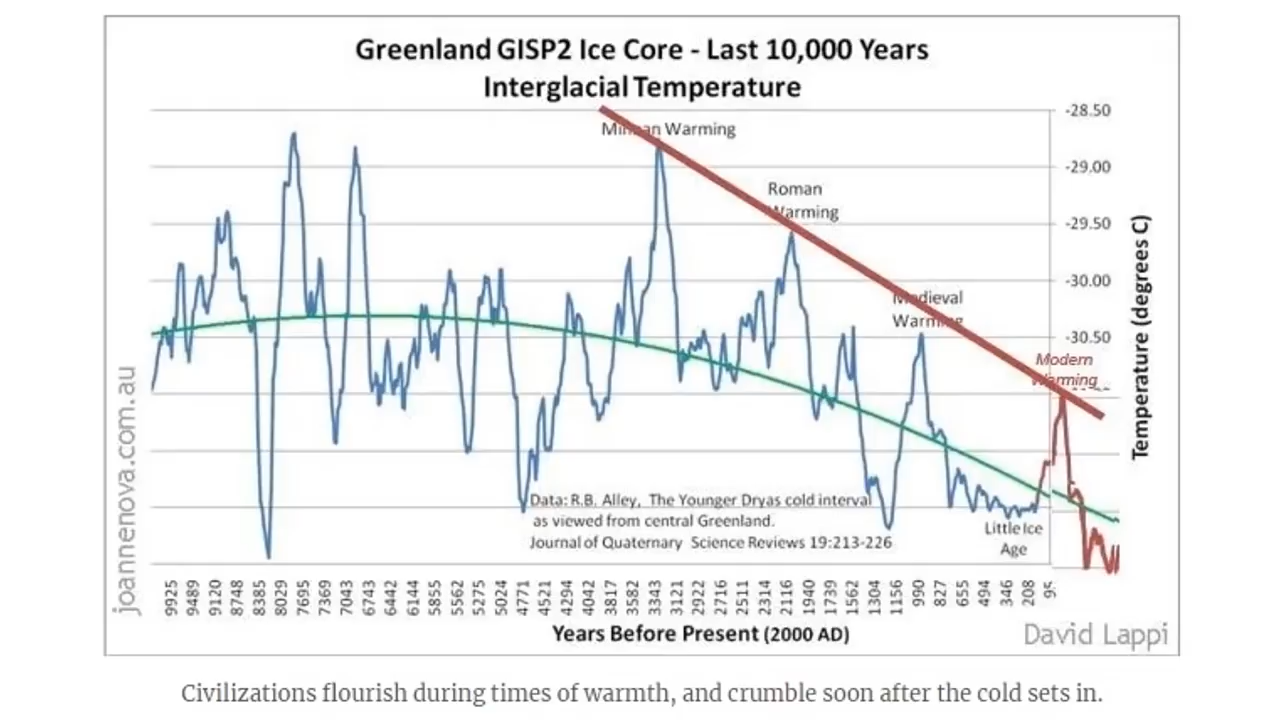 Greenland GISP2 Ice Core - Last 10,000 Years
Interglacial Temperature
-28.50
Minoan Warming
-29.00
Roman
Warming
-29.50
-30.00
Medieval
Warming
-30.50
Modern
Warming
Temperature (degrees C)
joannenova.com.au
Data: R.B. Alley, The Younger Dryas cold interval
as viewed from central Greenland.
Journal of Quaternary Science Reviews 19:213-226
Little Ice
Age
9925 9489 9120 8748 8385 8029 7695 7369 7043 6743 6442 6144 5855 5562 5275 5024 4771 4521 4294 4042 3817 3582 3343 3121 2922 2716 2511 2314 2116 1940 1739 1562 1304 1156 990 827 655 494 346 208
Years Before Present (2000 AD)
David Lappi
Civilizations flourish during times of warmth, and crumble soon after the cold sets in.